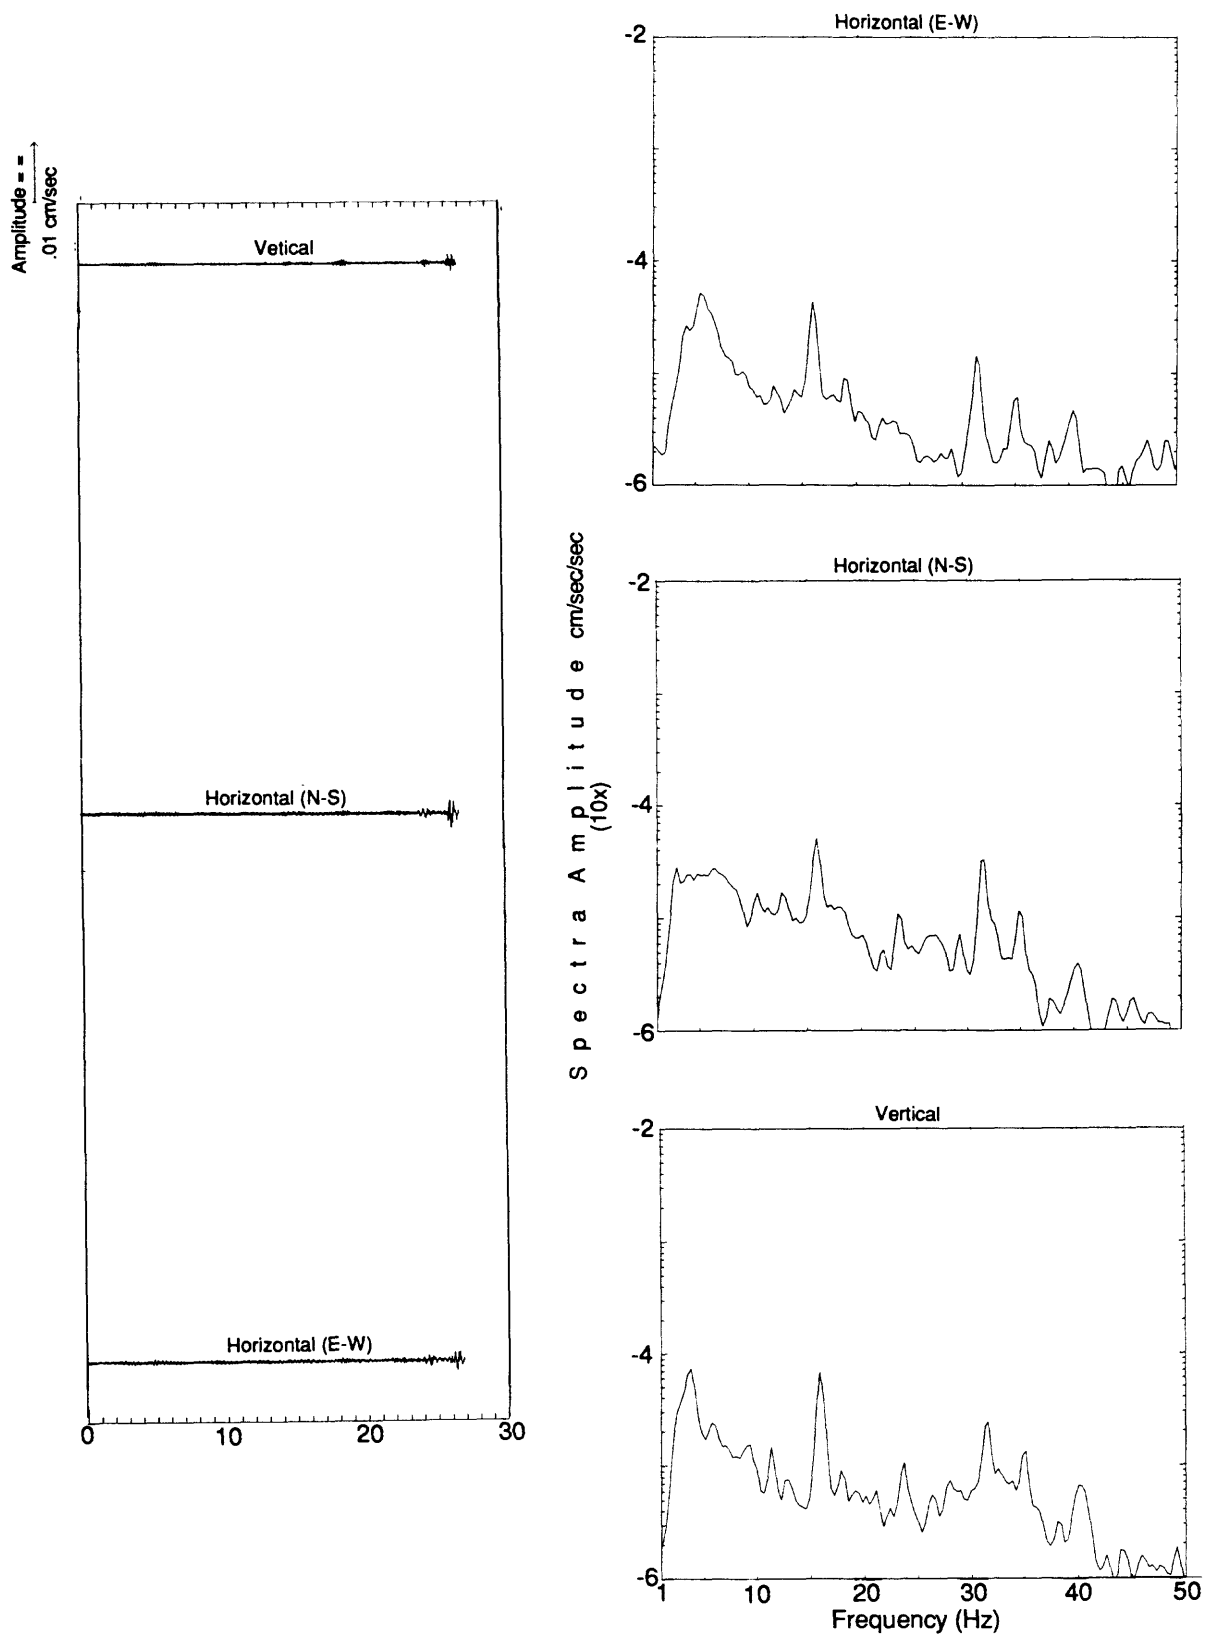 Amplitude = =
.01 cm/sec
Vetical
Horizontal (N-S)
Horizontal (E-W)
0 10 20 30
Spectra Amplitude cm/sec/sec
(10x)
Horizontal (E-W)
-2
-4
-6
Horizontal (N-S)
-2
-4
-6
Vertical
-2
-4
-6
1 10 20 30 40 50
Frequency (Hz)